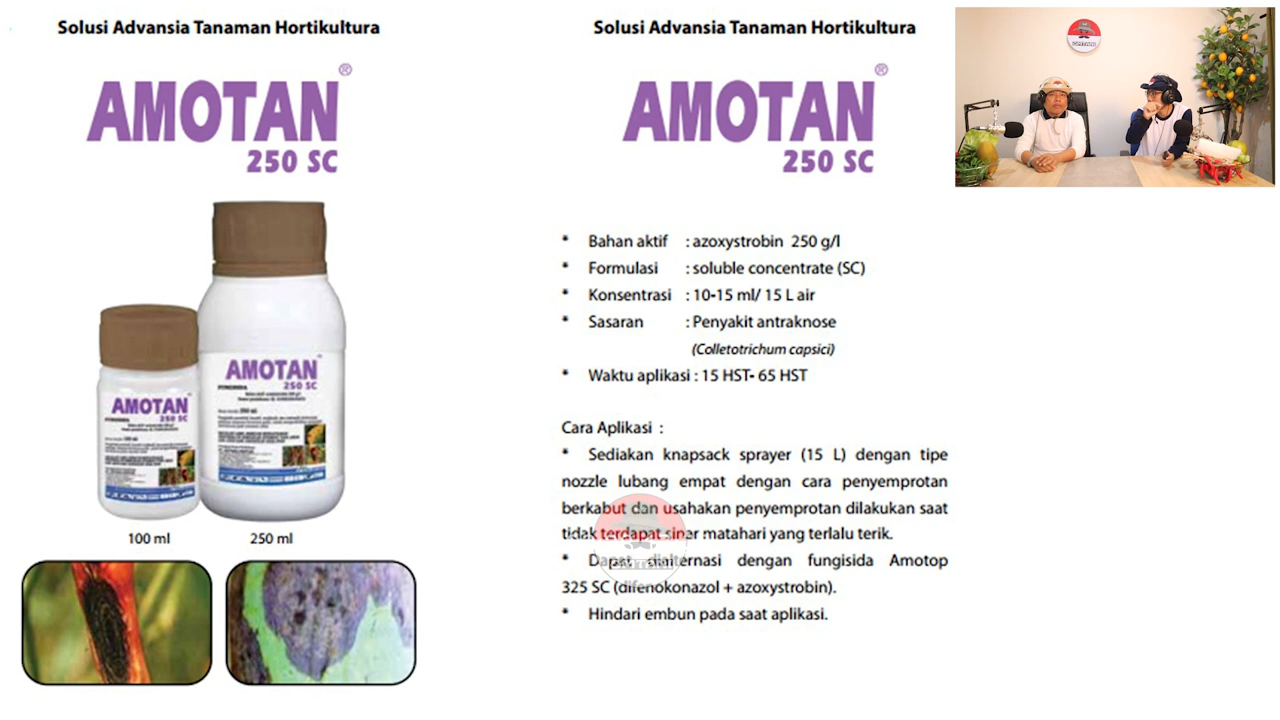 Solusi Advansia Tanaman Hortikultura
AMOTAN®
250 SC
AMOTAN
250 SC
FUNGISIDA
AMOTAN
250 SC
FUNGISIDA
100 ml
250 ml
Solusi Advansia Tanaman Hortikultura
AMOTAN®
250 SC
* Bahan aktif : azoxystrobin 250 g/l
* Formulasi : soluble concentrate (SC)
* Konsentrasi : 10-15 ml/ 15 L air
* Sasaran : Penyakit antraknose
(Colletotrichum capsici)
* Waktu aplikasi : 15 HST- 65 HST
Cara Aplikasi :
* Sediakan knapsack sprayer (15 L) dengan tipe
nozzle lubang empat dengan cara penyemprotan
berkabut dan usahakan penyemprotan dilakukan saat
tidak terdapat sinar matahari yang terlalu terik.
* Dapat dialternasi dengan fungisida Amotop
325 SC (difenokonazol + azoxystrobin).
* Hindari embun pada saat aplikasi.